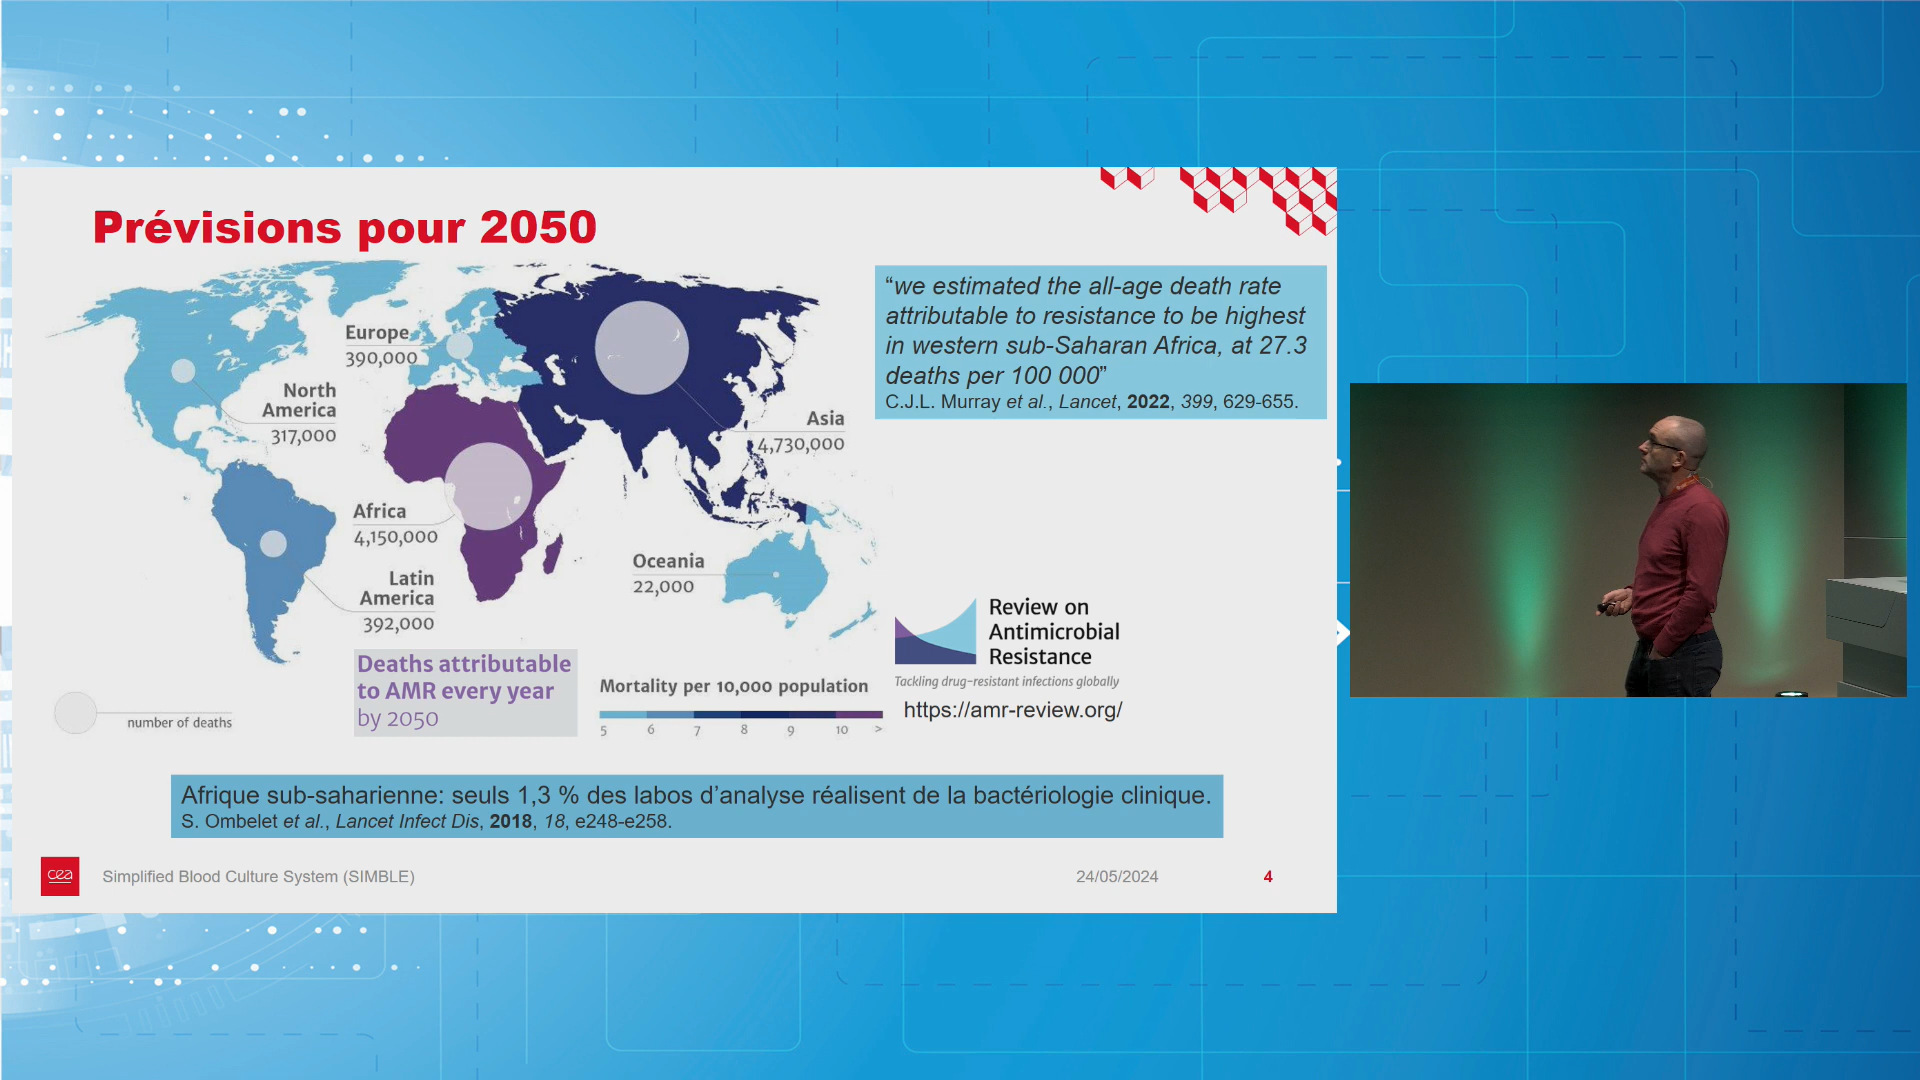 Prévisions pour 2050
Europe
390,000
North
America
317,000
Asia
4,730,000
Africa
4,150,000
Latin
America
392,000
Oceania
22,000
Deaths attributable
to AMR every year
by 2050
number of deaths
Mortality per 10,000 population
5 6 7 8 9 10 >
“we estimated the all-age death rate
attributable to resistance to be highest
in western sub-Saharan Africa, at 27.3
deaths per 100 000”
C.J.L. Murray et al., Lancet, 2022, 399, 629-655.
Review on
Antimicrobial
Resistance
Tackling drug-resistant infections globally
https://amr-review.org/
Afrique sub-saharienne: seuls 1,3 % des labos d’analyse réalisent de la bactériologie clinique.
S. Ombelet et al., Lancet Infect Dis, 2018, 18, e248-e258.
cea
Simplified Blood Culture System (SIMBLE)
24/05/2024
4